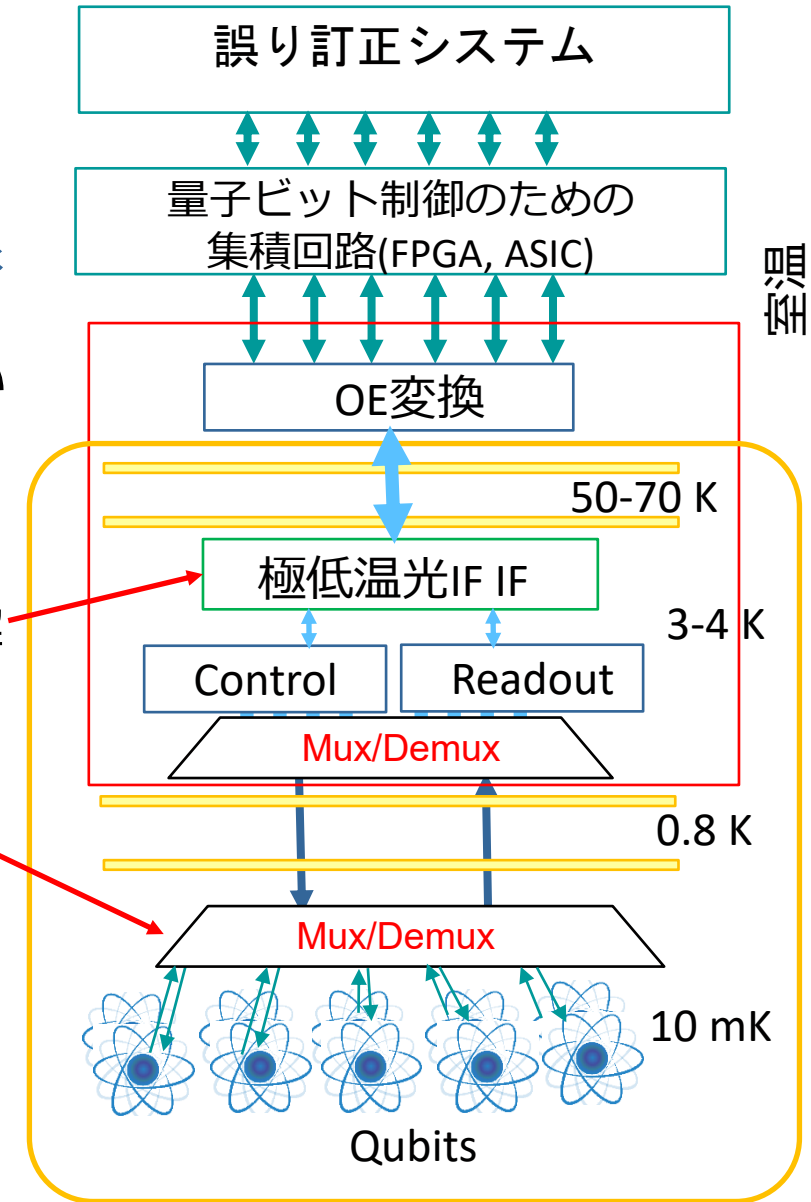 誤り訂正システム
量子ビット制御のための
集積回路(FPGA, ASIC)
室温
OE変換
50-70 K
極低温光IF IF
3-4 K
Control
Readout
Mux/Demux
0.8 K
Mux/Demux
10 mK
Qubits